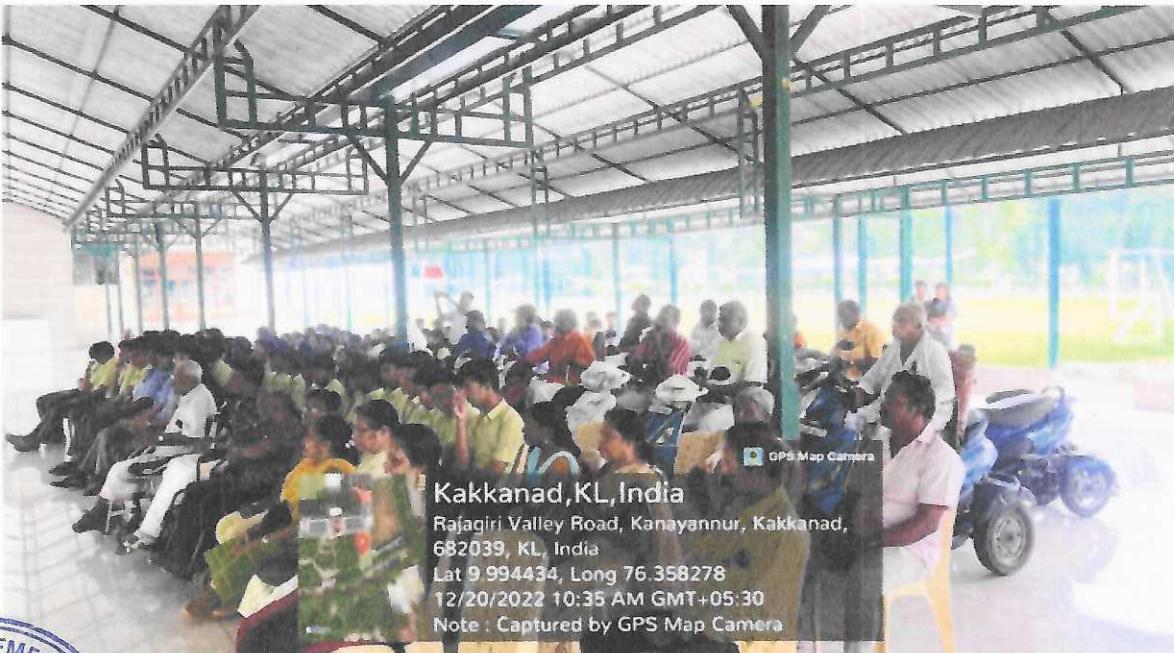 GPS Map Camera
Kakkanad,KL,India
Rajagiri Valley Road, Kanayannur, Kakkanad,
682039, KL, India
Lat 9.994434, Long 76.358278
12/20/2022 10:35 AM GMT+05:30
Note : Captured by GPS Map Camera